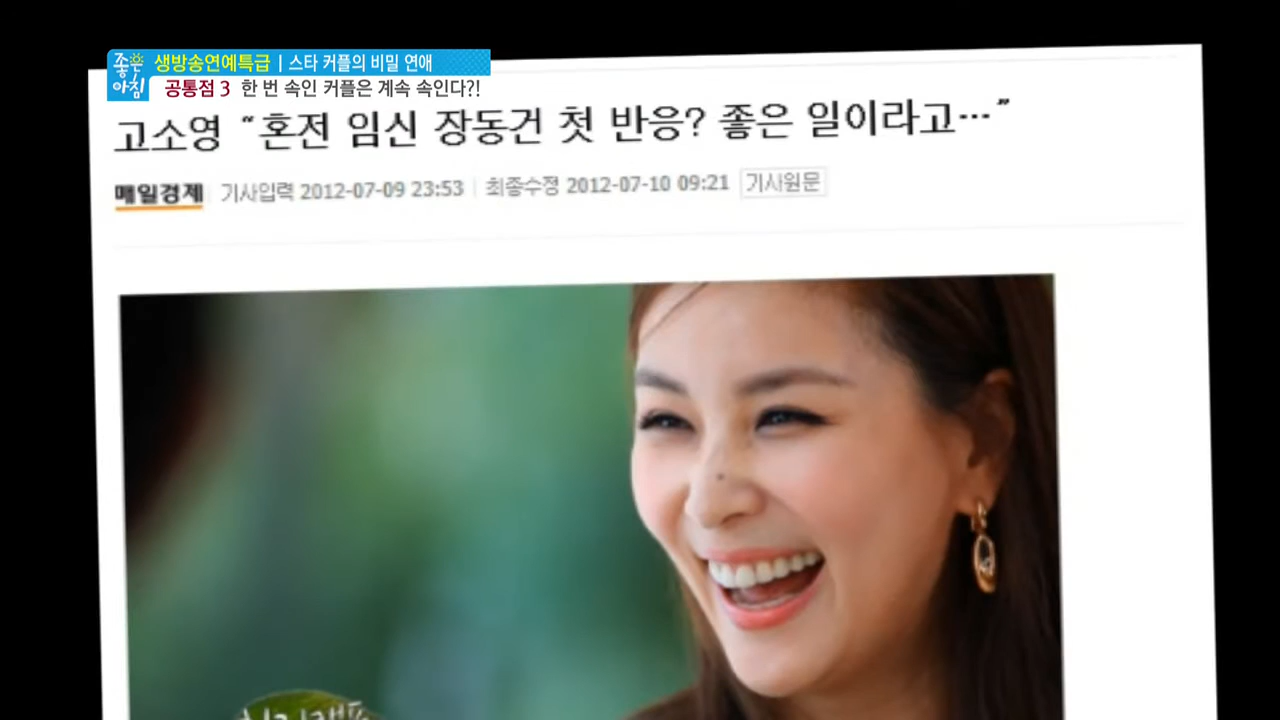 좋은
아침
생방송연예특급 | 스타 커플의 비밀 연애
공통점 3 한 번 속인 커플은 계속 속인다?!
고소영 “혼전 임신 장동건 첫 반응? 좋은 일이라고…”
매일경제 기사입력 2012-07-09 23:53 최종수정 2012-07-10 09:21 기사원문